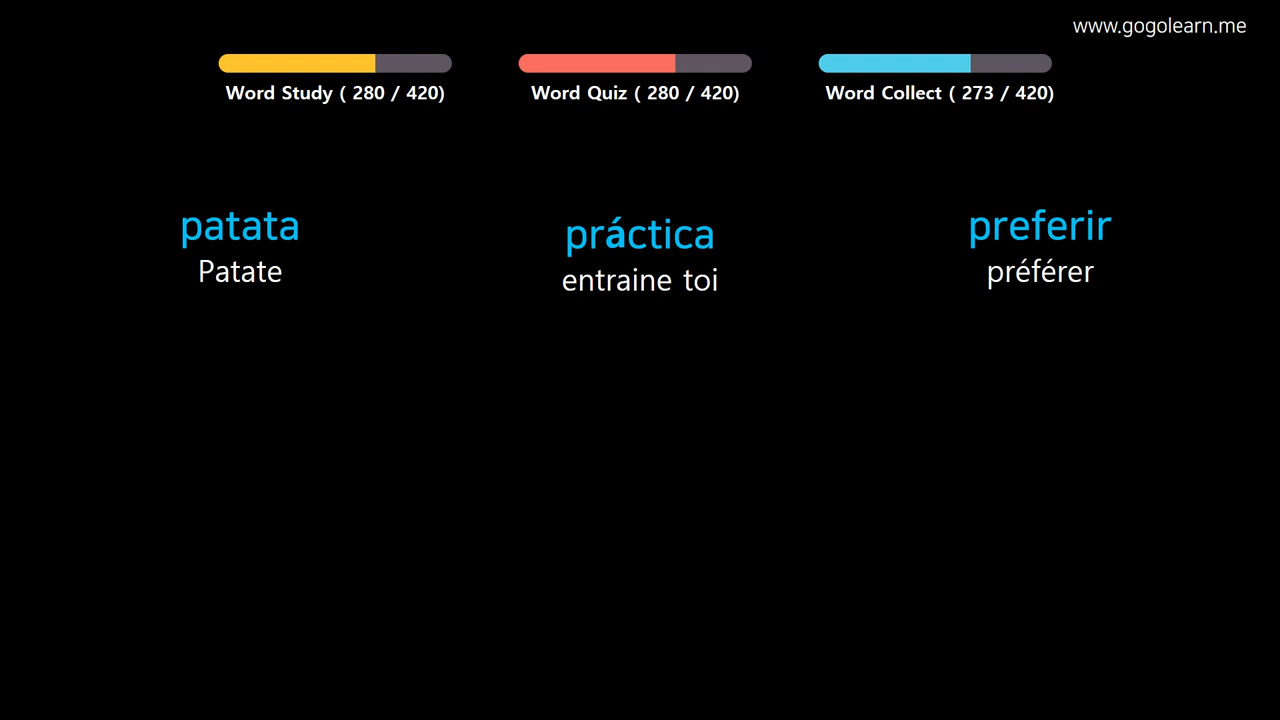 www.gogolearn.me
Word Study ( 280 / 420)
Word Quiz ( 280 / 420)
Word Collect ( 273 / 420)
patata
Patate
práctica
entraine toi
preferir
préférer